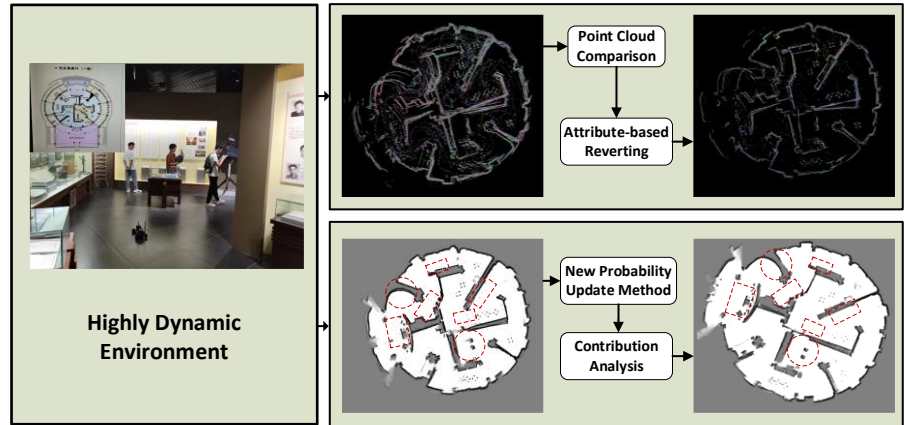 Highly Dynamic
Environment
Point Cloud
Comparison
Attribute-based
Reverting
New Probability
Update Method
Contribution
Analysis